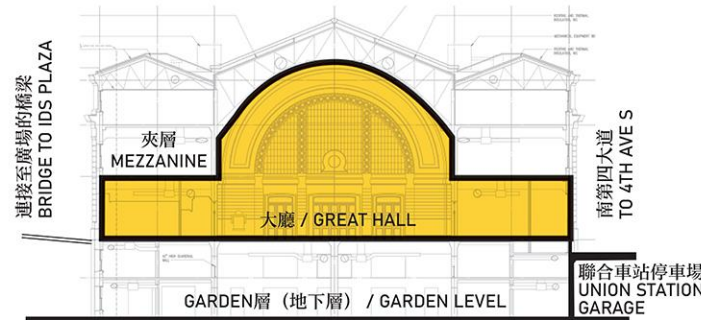 連接至廣場的橋梁
BRIDGE TO IDS PLAZA
夾層
MEZZANINE
大廳 / GREAT HALL
南第四大道
TO 4TH AVE S
GARDEN層（地下層） / GARDEN LEVEL
聯合車站停車場
UNION STATION
GARAGE